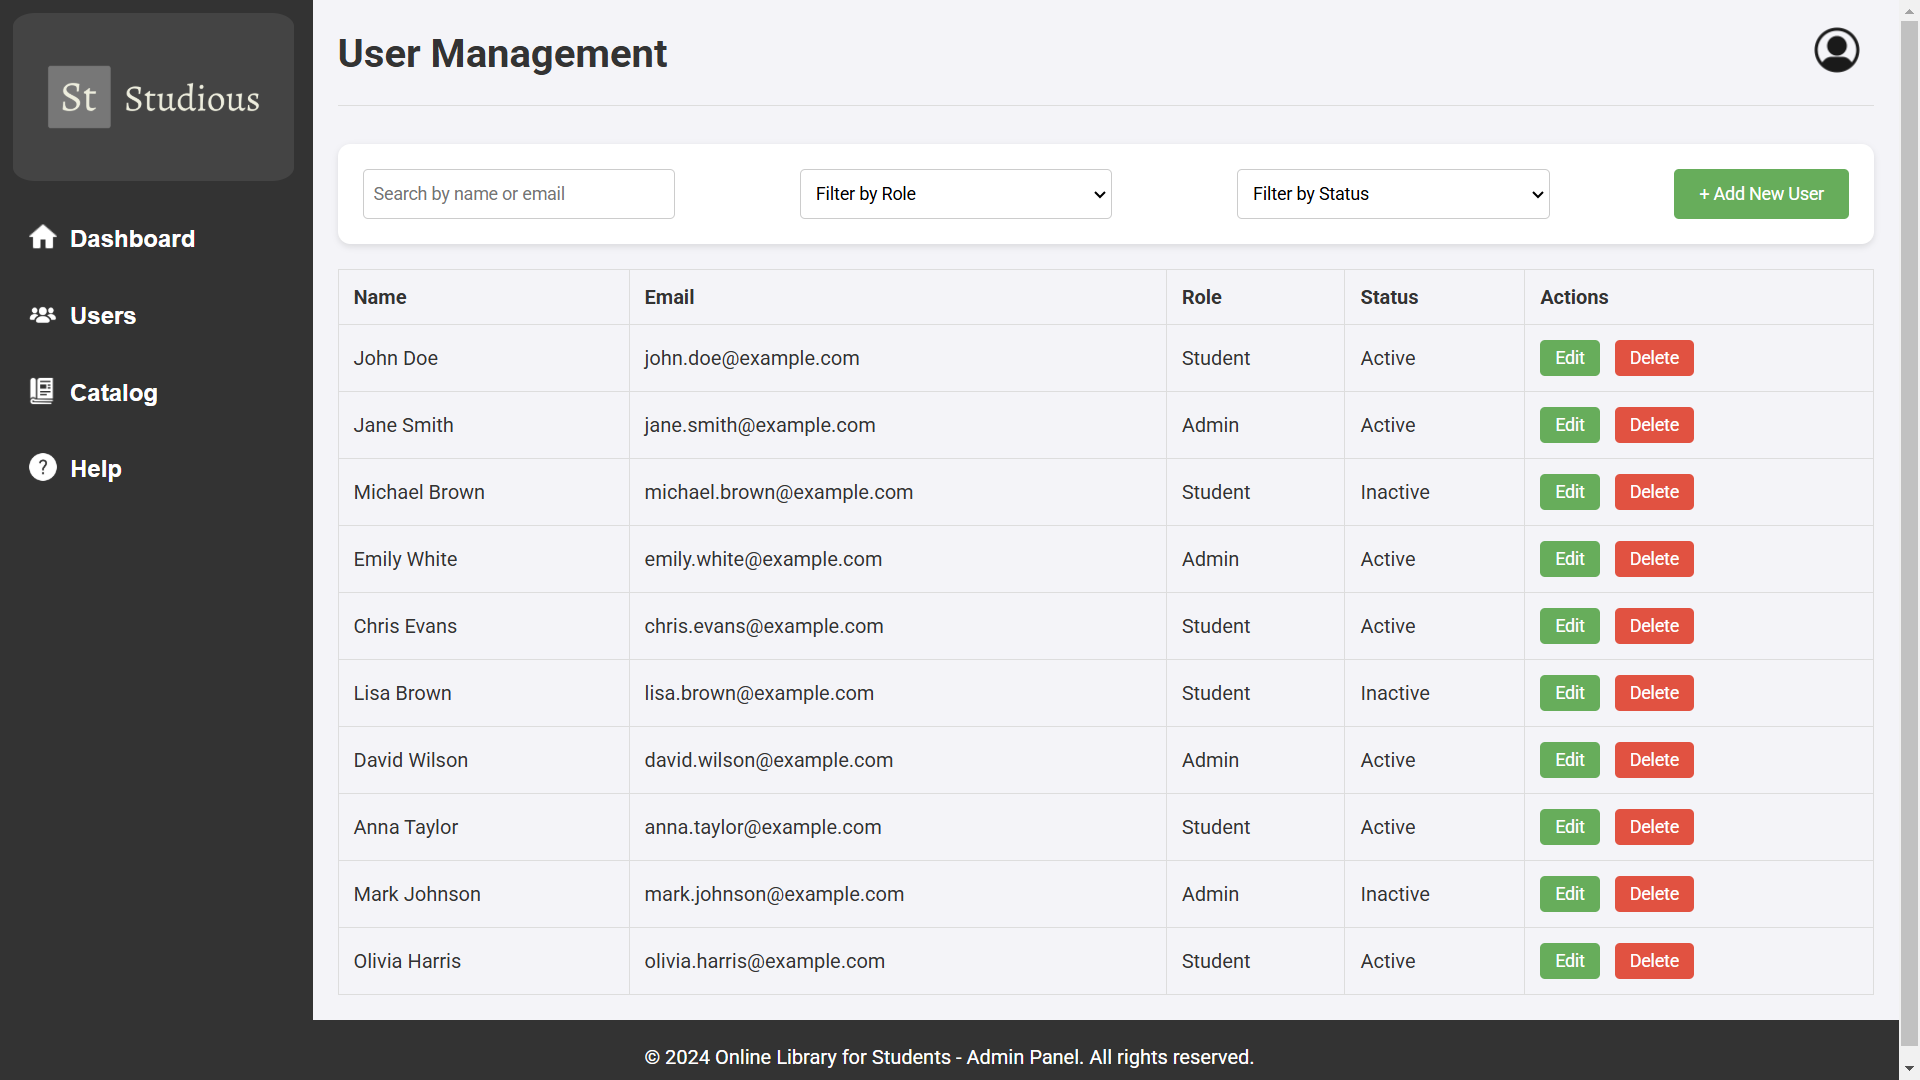 St Studious
Dashboard
Users
Catalog
? Help
User Management
Search by name or email
Filter by Role
Filter by Status
+ Add New User
Name Email Role Status Actions
John Doe john.doe@example.com Student Active Edit Delete
Jane Smith jane.smith@example.com Admin Active Edit Delete
Michael Brown michael.brown@example.com Student Inactive Edit Delete
Emily White emily.white@example.com Admin Active Edit Delete
Chris Evans chris.evans@example.com Student Active Edit Delete
Lisa Brown lisa.brown@example.com Student Inactive Edit Delete
David Wilson david.wilson@example.com Admin Active Edit Delete
Anna Taylor anna.taylor@example.com Student Active Edit Delete
Mark Johnson mark.johnson@example.com Admin Inactive Edit Delete
Olivia Harris olivia.harris@example.com Student Active Edit Delete
© 2024 Online Library for Students - Admin Panel. All rights reserved.